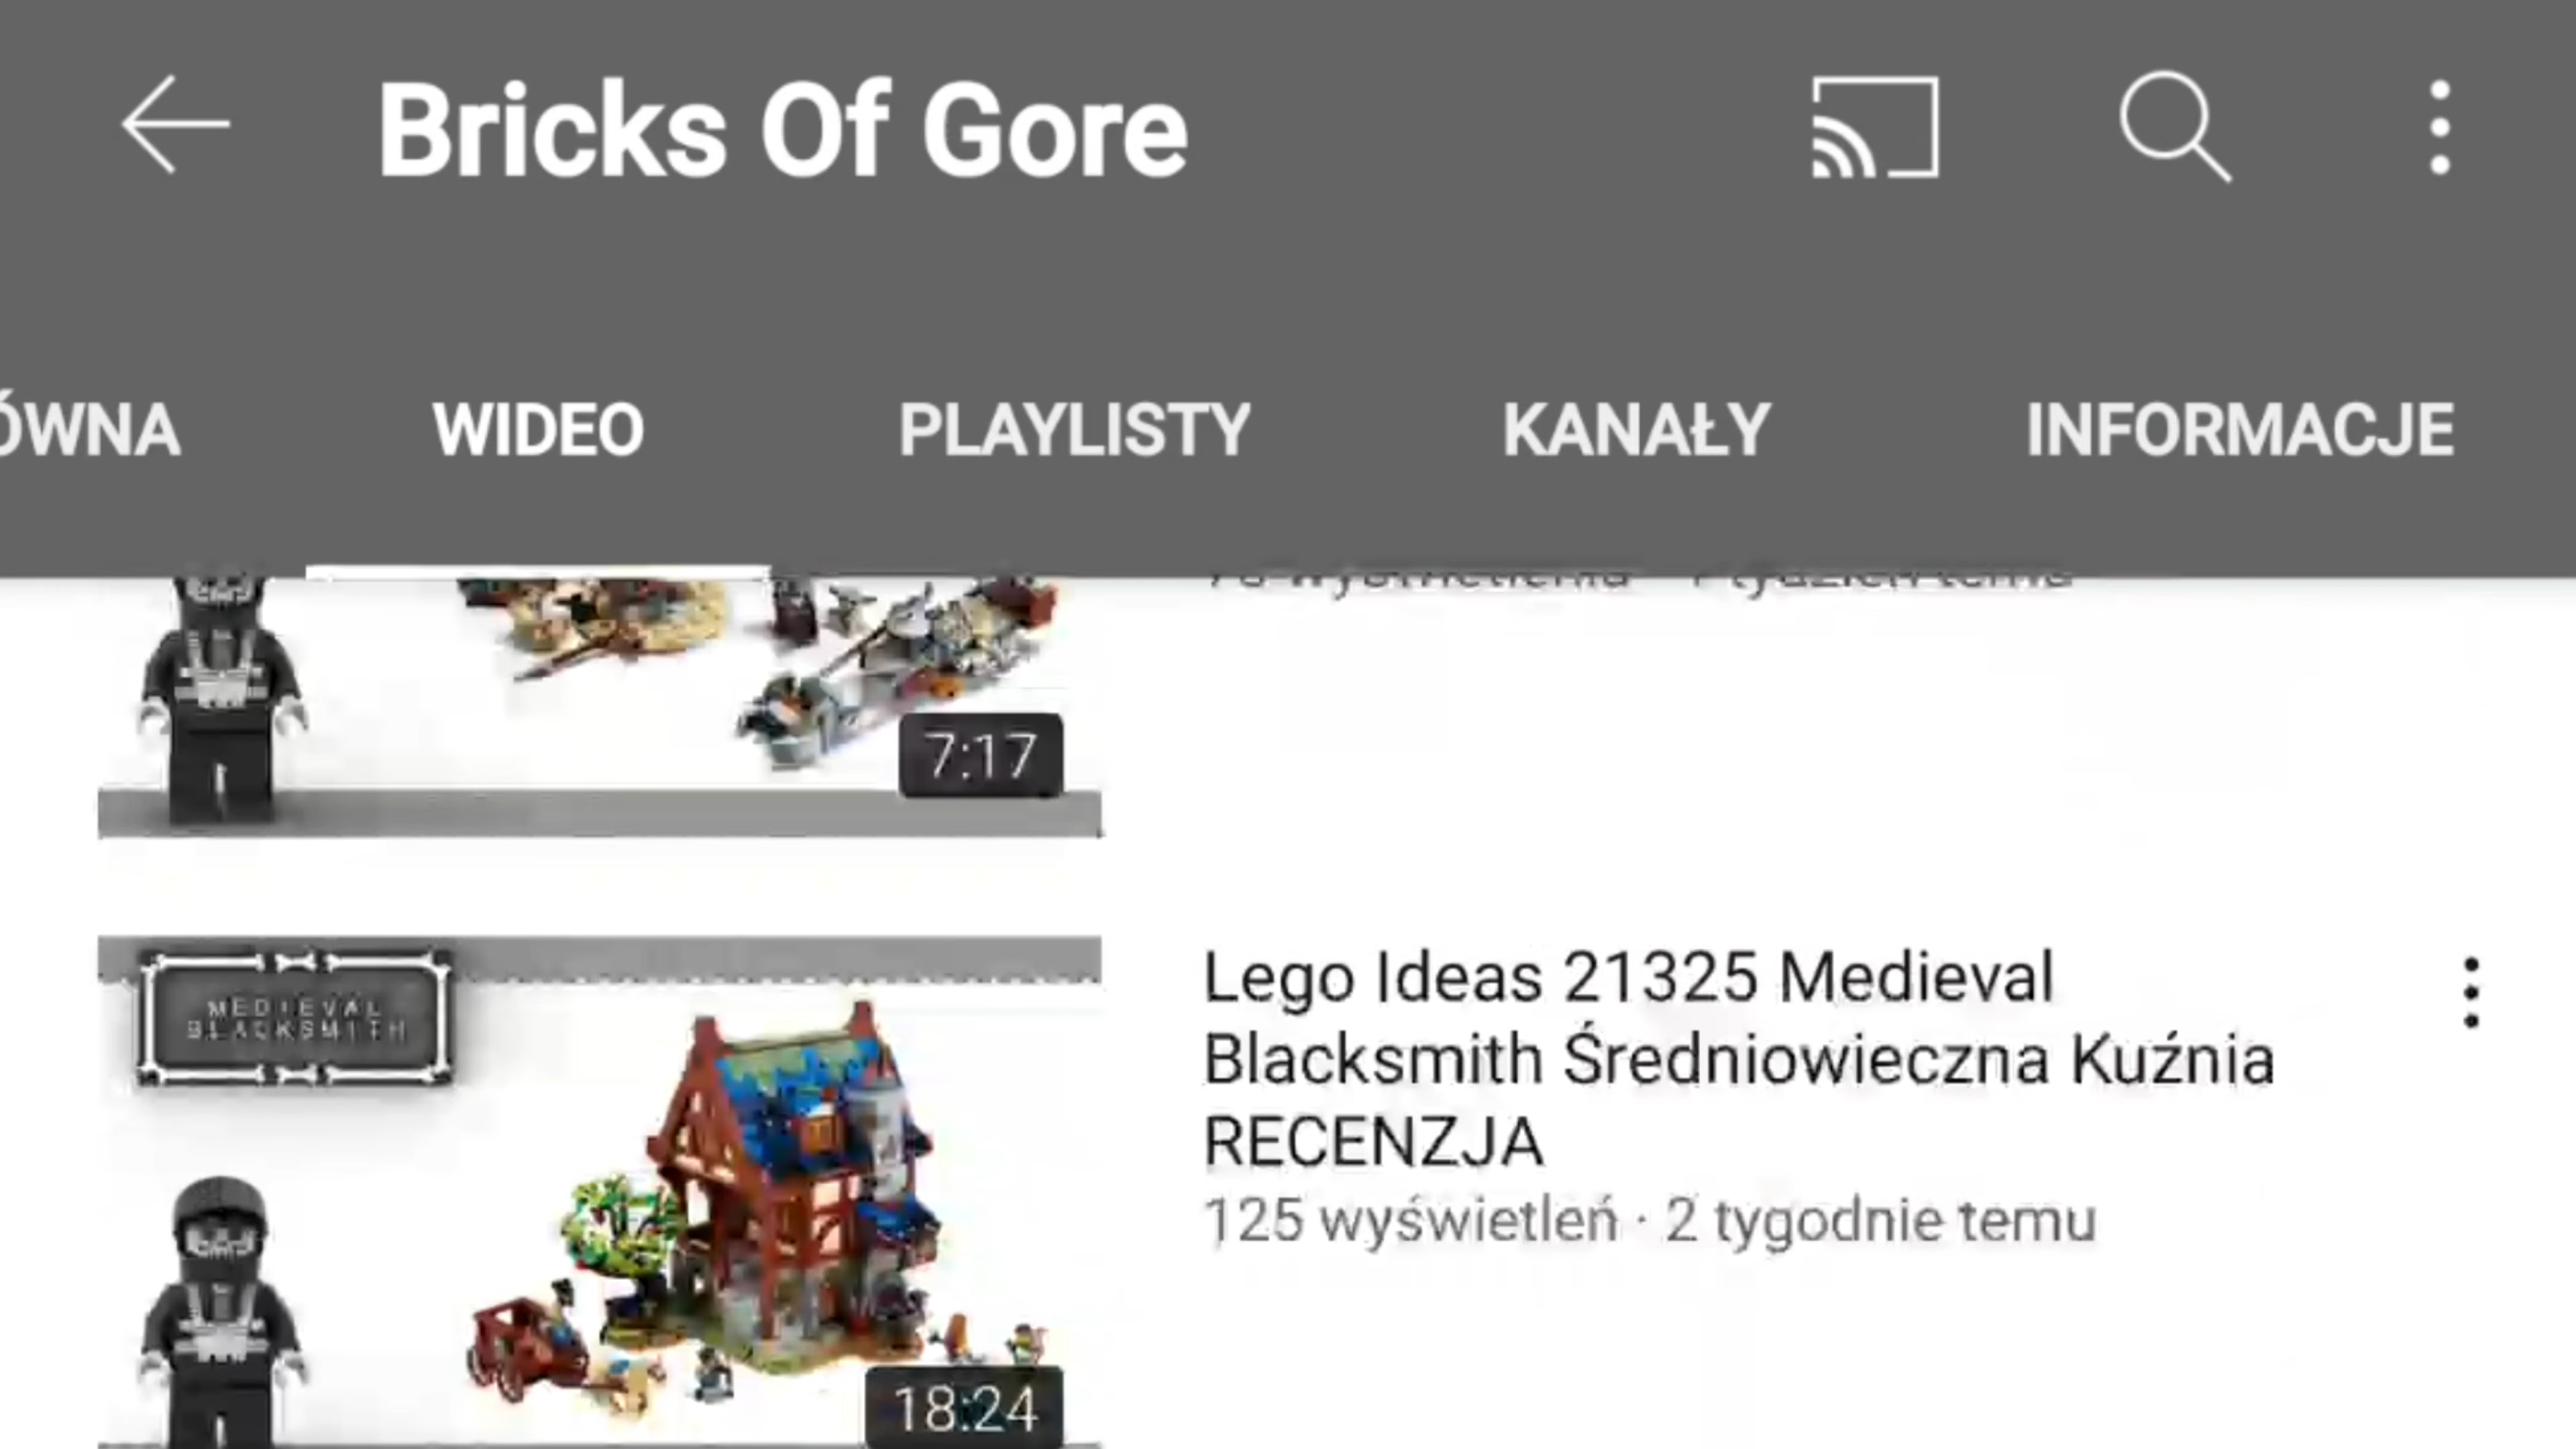 Bricks Of Gore
ÓWNA WIDEO PLAYLISTY KANAŁY INFORMACJE
7:17
MEDIEVAL
BLACKSMITH
Lego Ideas 21325 Medieval
Blacksmith Średniowieczna Kuźnia
RECENZJA
125 wyświetleń · 2 tygodnie temu
18:24